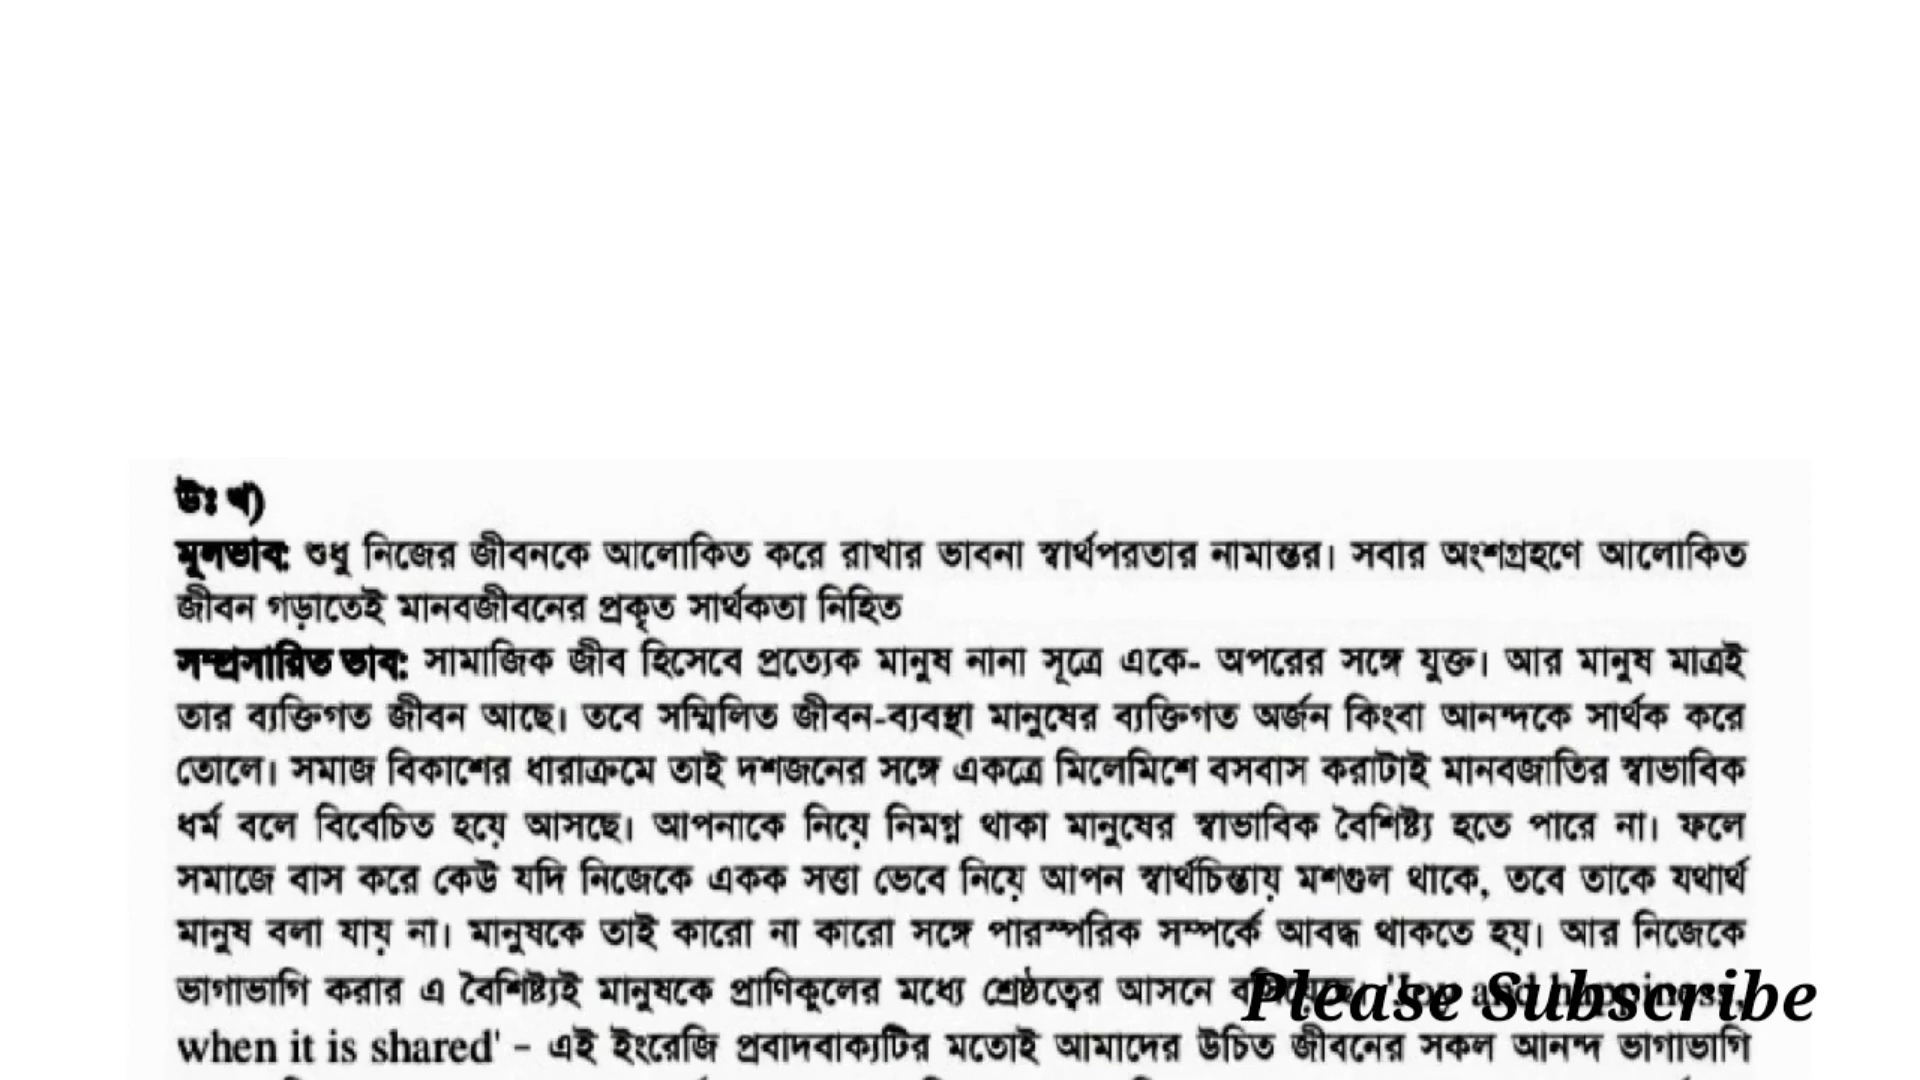 উঃ খ)
মূলভাব: শুধু নিজের জীবনকে আলোকিত করে রাখার ভাবনা স্বার্থপরতার নামান্তর। সবার অংশগ্রহণে আলোকিত
জীবন গড়াতেই মানবজীবনের প্রকৃত সার্থকতা নিহিত
সম্প্রসারিত ভাব: সামাজিক জীব হিসেবে প্রত্যেক মানুষ নানা সূত্রে একে- অপরের সঙ্গে যুক্ত। আর মানুষ মাত্রই
তার ব্যক্তিগত জীবন আছে। তবে সম্মিলিত জীবন-ব্যবস্থা মানুষের ব্যক্তিগত অর্জন কিংবা আনন্দকে সার্থক করে
তোলে। সমাজ বিকাশের ধারাক্রমে তাই দশজনের সঙ্গে একত্রে মিলেমিশে বসবাস করাটাই মানবজাতির স্বাভাবিক
ধর্ম বলে বিবেচিত হয়ে আসছে। আপনাকে নিয়ে নিমগ্ন থাকা মানুষের স্বাভাবিক বৈশিষ্ট্য হতে পারে না। ফলে
সমাজে বাস করে কেউ যদি নিজেকে একক সত্তা ভেবে নিয়ে আপন স্বার্থচিন্তায় মশগুল থাকে, তবে তাকে যথার্থ
মানুষ বলা যায় না। মানুষকে তাই কারো না কারো সঙ্গে পারস্পরিক সম্পর্কে আবদ্ধ থাকতে হয়। আর নিজেকে
ভাগাভাগি করার এ বৈশিষ্ট্যই মানুষকে প্রাণিকুলের মধ্যে শ্রেষ্ঠত্বের আসনে and happiness,
Please Subscribe
when it is shared' – এই ইংরেজি প্রবাদবাক্যটির মতোই আমাদের উচিত জীবনের সকল আনন্দ ভাগাভাগি